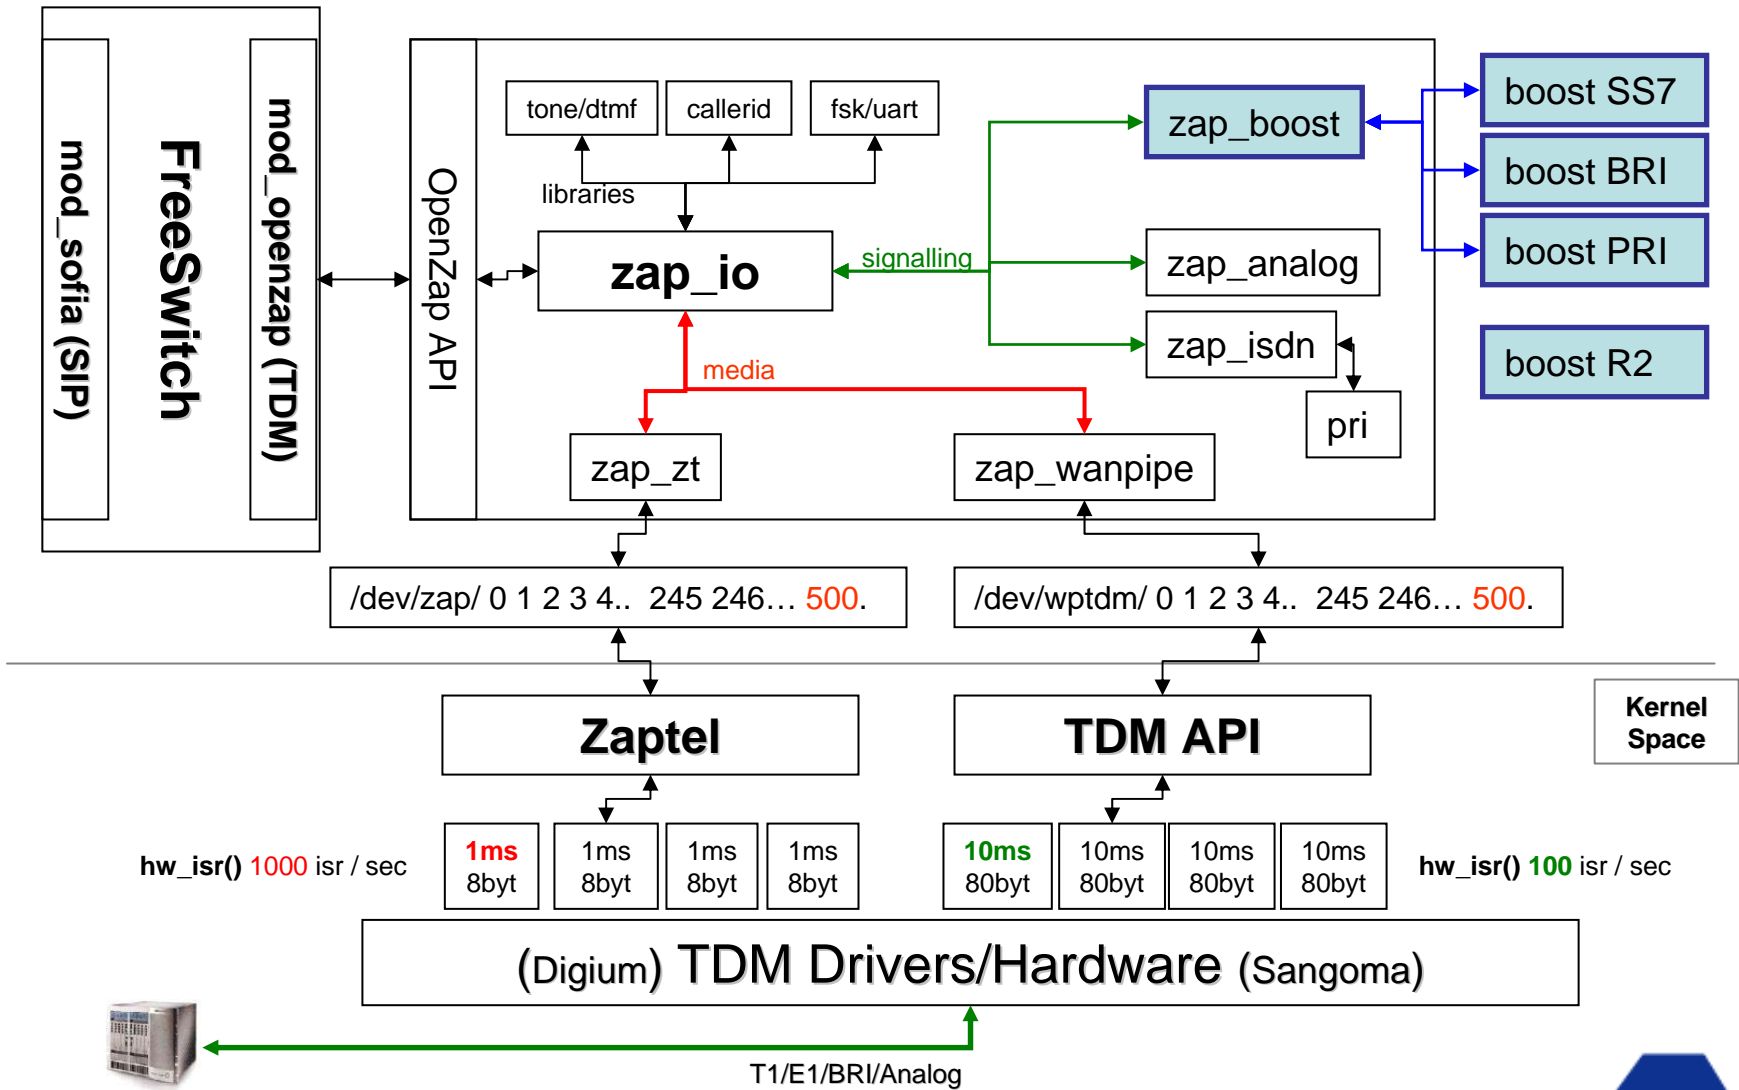 mod_sofia (SIP)
FreeSwitch
mod_openzap (TDM)
OpenZap API
tone/dtmf
callerid
fsk/uart
libraries
zap_io
signalling
media
zap_boost
zap_analog
zap_isdn
pri
boost SS7
boost BRI
boost PRI
boost R2
zap_zt
zap_wanpipe
/dev/zap/ 0 1 2 3 4.. 245 246… 500.
/dev/wptdm/ 0 1 2 3 4.. 245 246… 500.
Kernel
Space
Zaptel
TDM API
hw_isr() 1000 isr / sec
1ms
8byt
1ms
8byt
1ms
8byt
1ms
8byt
10ms
80byt
10ms
80byt
10ms
80byt
10ms
80byt
hw_isr() 100 isr / sec
(Digium) TDM Drivers/Hardware (Sangoma)
T1/E1/BRI/Analog